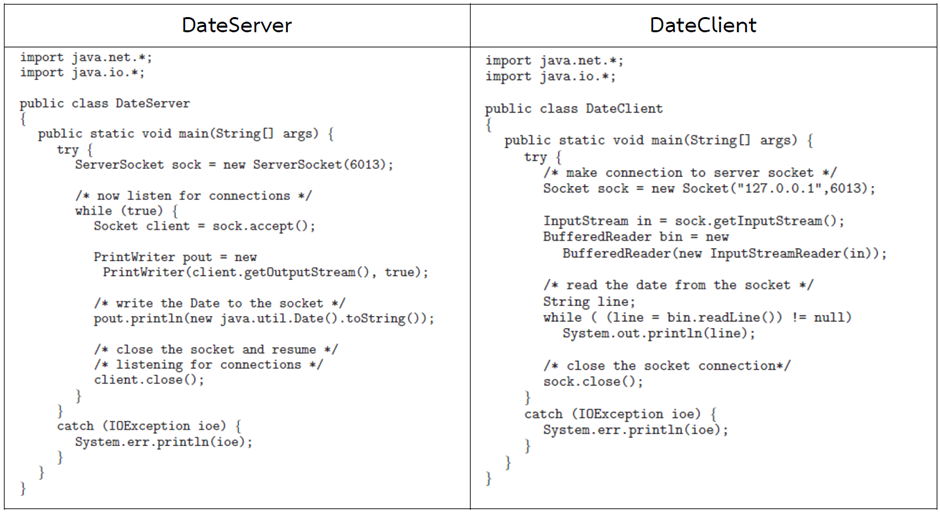 DateServer
import java.net.*;
import java.io.*;

public class DateServer
{
  public static void main(String[] args) {
    try {
      ServerSocket sock = new ServerSocket(6013);

      /* now listen for connections */
      while (true) {
        Socket client = sock.accept();

        PrintWriter pout = new
         PrintWriter(client.getOutputStream(), true);

        /* write the Date to the socket */
        pout.println(new java.util.Date().toString());

        /* close the socket and resume */
        /* listening for connections */
        client.close();
      }
    }
    catch (IOException ioe) {
      System.err.println(ioe);
    }
  }
}
DateClient
import java.net.*;
import java.io.*;

public class DateClient
{
  public static void main(String[] args) {
    try {
      /* make connection to server socket */
      Socket sock = new Socket("127.0.0.1",6013);

      InputStream in = sock.getInputStream();
      BufferedReader bin = new
        BufferedReader(new InputStreamReader(in));

      /* read the date from the socket */
      String line;
      while ( (line = bin.readLine()) != null)
        System.out.println(line);

      /* close the socket connection*/
      sock.close();
    }
    catch (IOException ioe) {
      System.err.println(ioe);
    }
  }
}